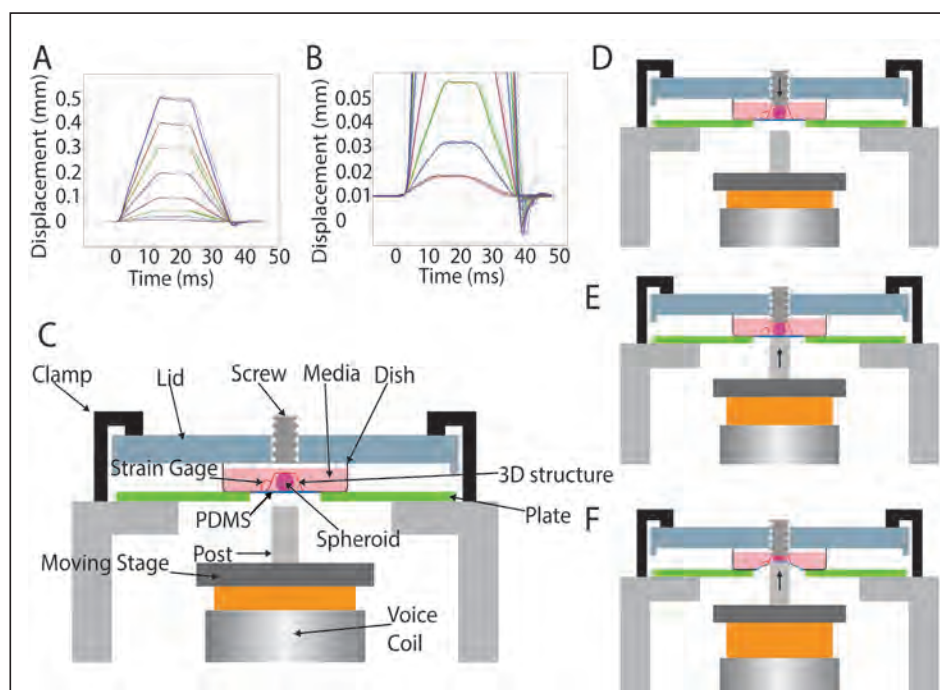 A
Displacement (mm)
0.5
0.4
0.3
0.2
0.1
0
0 10 20 30 40 50
Time (ms)
B
Displacement (mm)
0.05
0.04
0.03
0.02
0.01
0
0 10 20 30 40 50
Time (ms)
C
Clamp
Lid
Screw
Media
Dish
Strain Gage
3D structure
PDMS
Spheroid
Plate
Post
Moving Stage
Voice
Coil
D
E
F